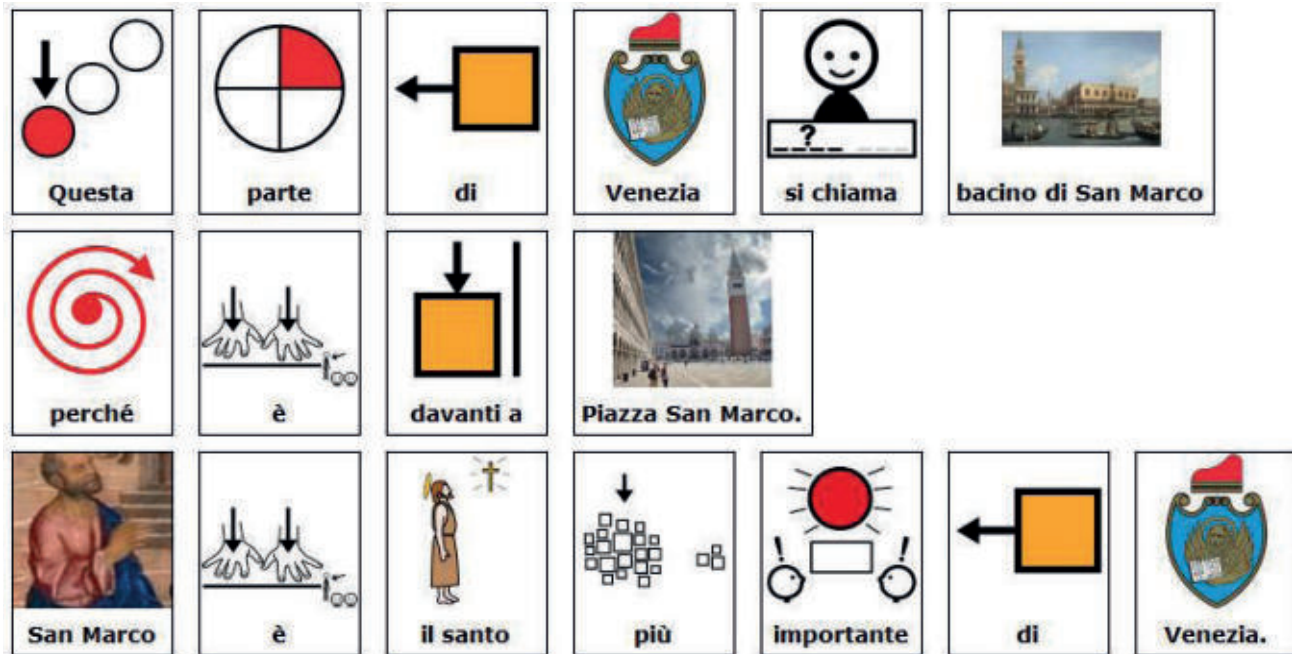 Questa parte di Venezia si chiama bacino di San Marco
perché è davanti a Piazza San Marco.
San Marco è il santo più importante di Venezia.